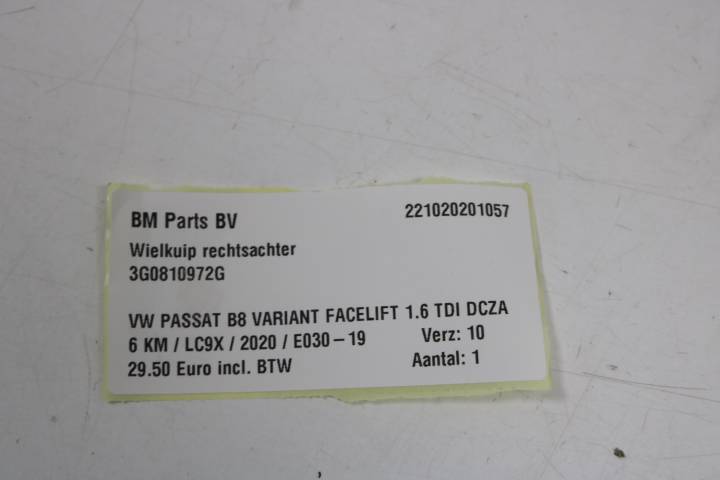 BM Parts BV 221020201057
Wielkuip rechtsachter
3G0810972G
VW PASSAT B8 VARIANT FACELIFT 1.6 TDI DCZA
6 KM / LC9X / 2020 / E030-19 Verz: 10
29.50 Euro incl. BTW Aantal: 1